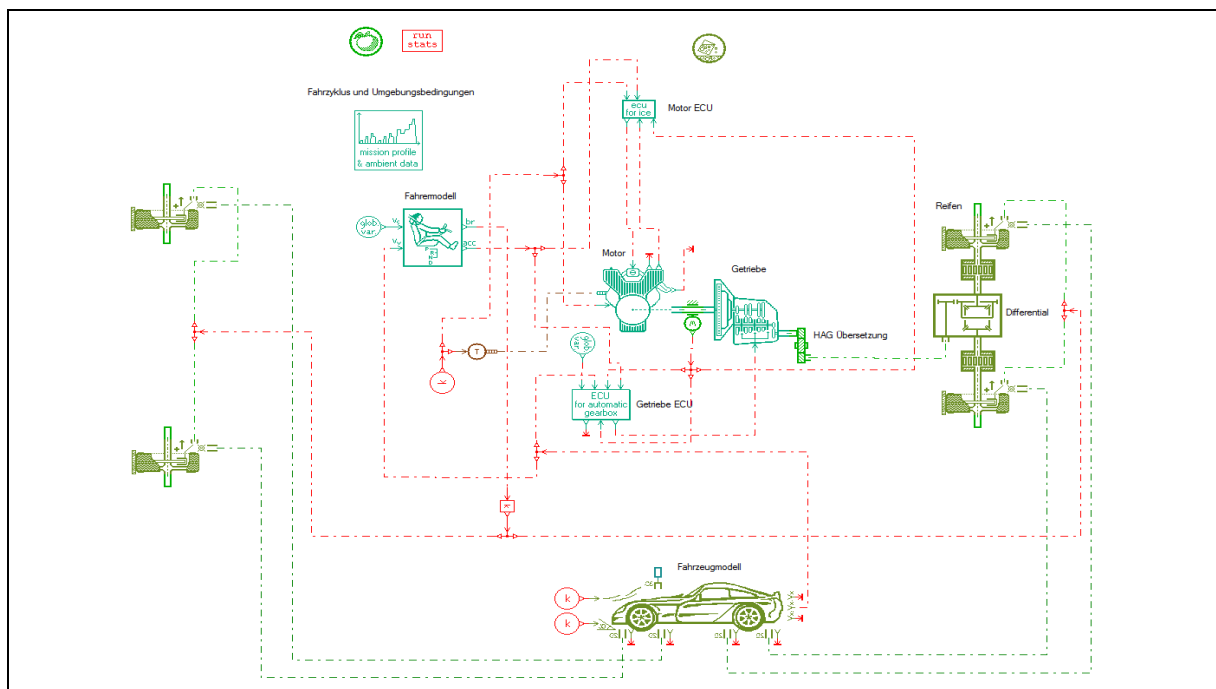 run
stats
Fahrzyklus und Umgebungsbedingungen
ecu
for ice
Motor ECU
mission profile
& ambient data
Fahrermodell
glob
var.
br
acc
Reifen
Motor
Getriebe
Differential
HAG Übersetzung
T
k
glob
var
ECU
for automatic
gearbox
Getriebe ECU
k
Fahrzeugmodell
k
k